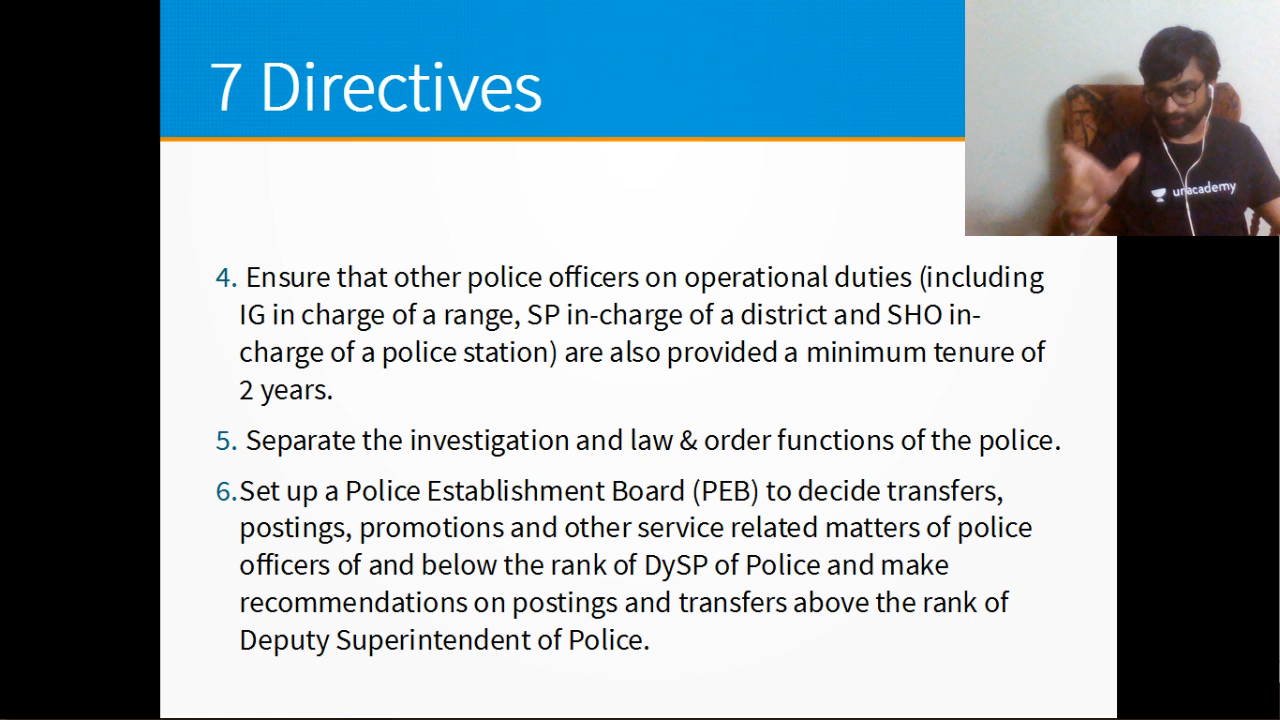 7 Directives
unacademy
4. Ensure that other police officers on operational duties (including
IG in charge of a range, SP in-charge of a district and SHO in-
charge of a police station) are also provided a minimum tenure of
2 years.
5. Separate the investigation and law & order functions of the police.
6.Set up a Police Establishment Board (PEB) to decide transfers,
postings, promotions and other service related matters of police
officers of and below the rank of DySP of Police and make
recommendations on postings and transfers above the rank of
Deputy Superintendent of Police.